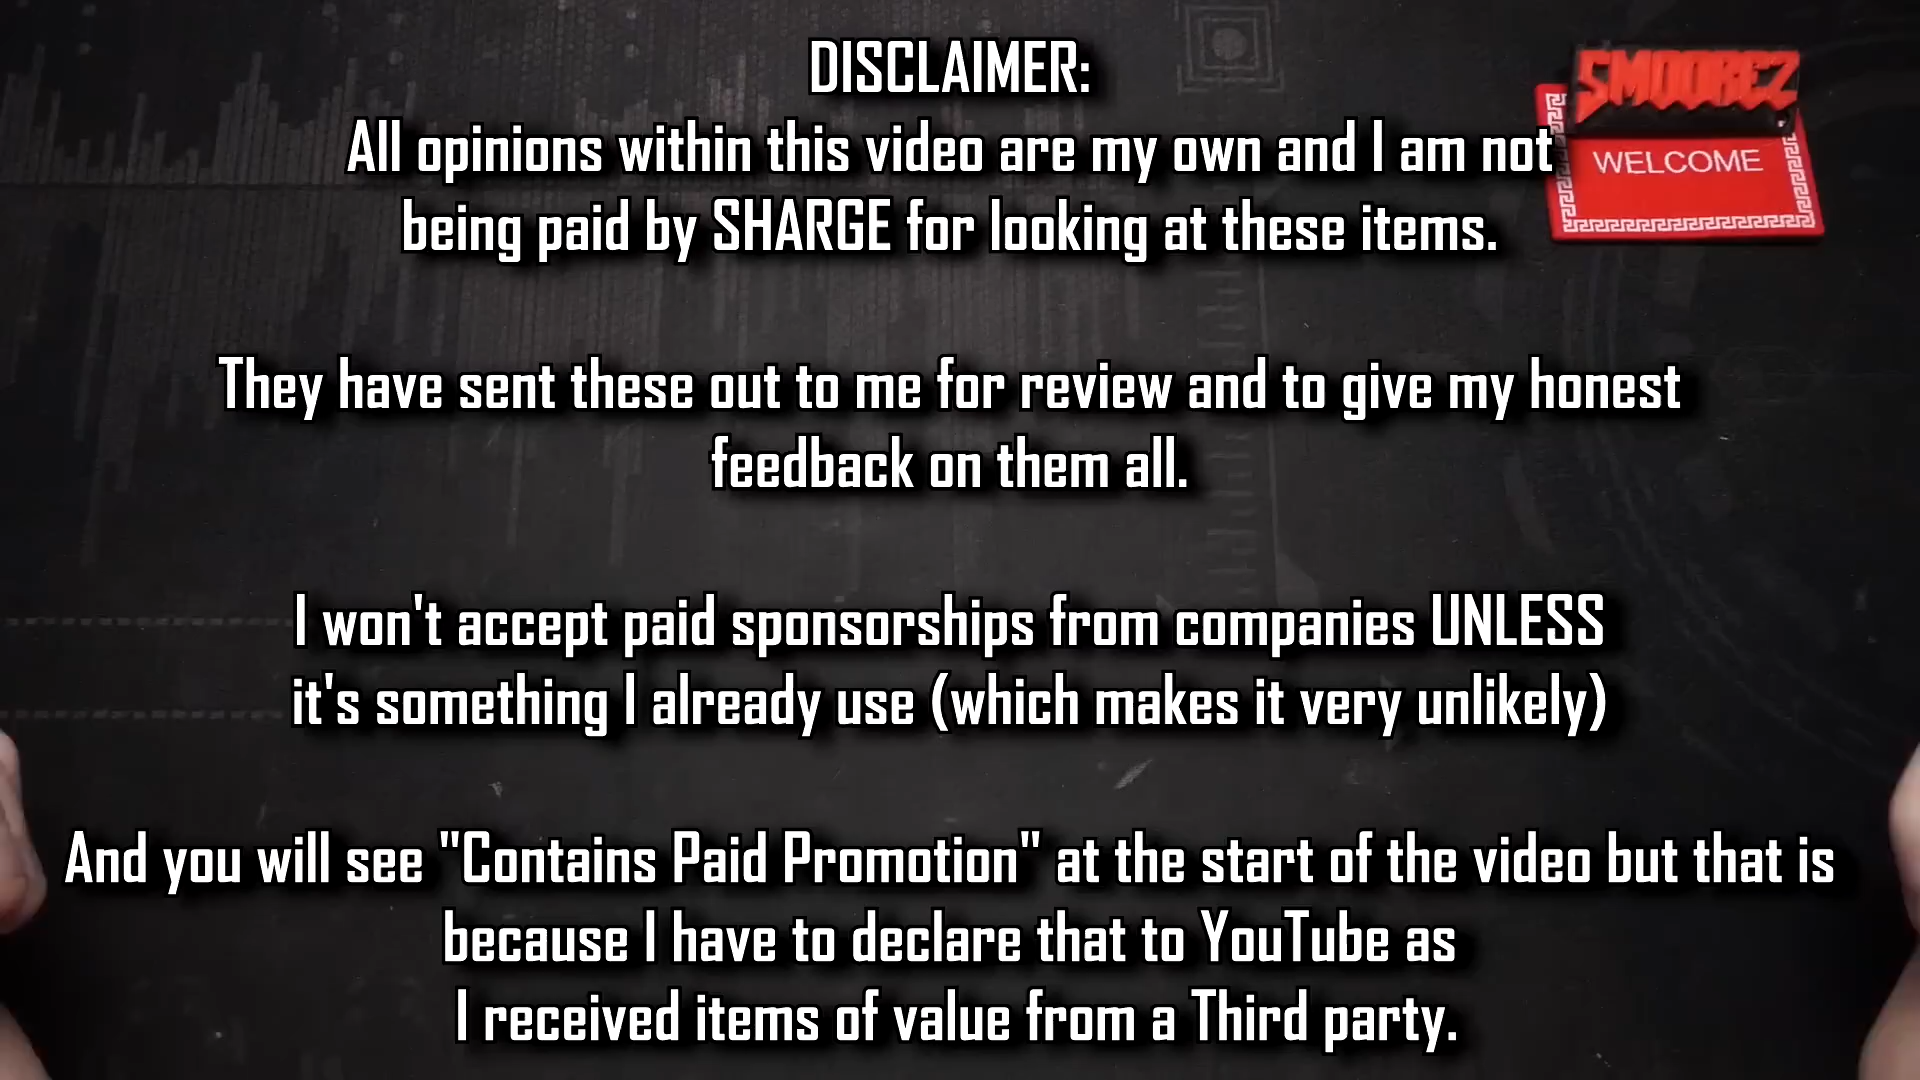 DISCLAIMER:
All opinions within this video are my own and I am not
being paid by SHARGE for looking at these items.
They have sent these out to me for review and to give my honest
feedback on them all.
I won't accept paid sponsorships from companies UNLESS
it's something I already use (which makes it very unlikely)
And you will see "Contains Paid Promotion" at the start of the video but that is
because I have to declare that to YouTube as
I received items of value from a Third party.
SMOOREZ
WELCOME